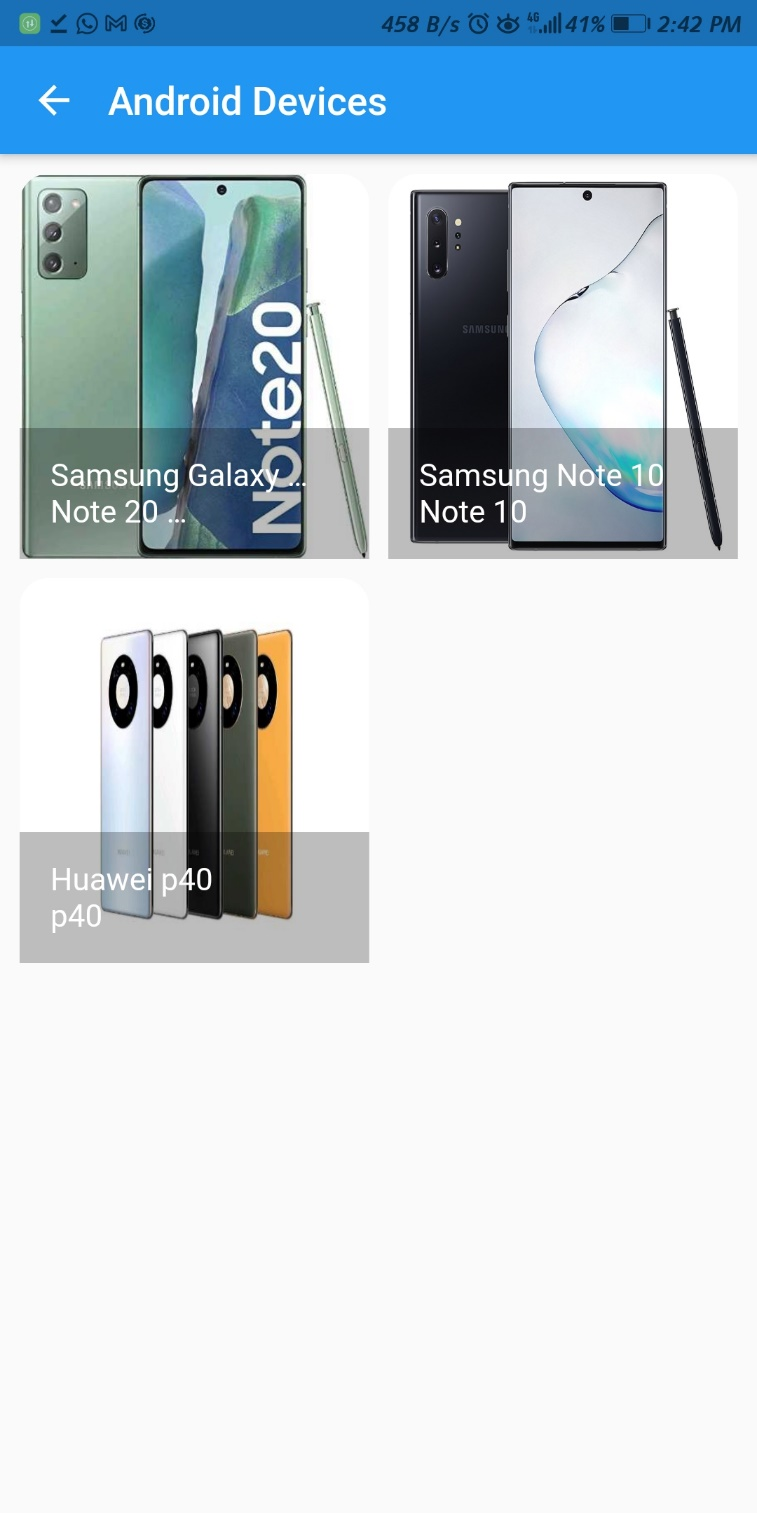 458 B/s 4G 41% 2:42 PM
Android Devices
SAMSUNG
Note20
Samsung Galaxy ...
Note 20 ...
Samsung Note 10
Note 10
Huawei p40
p40